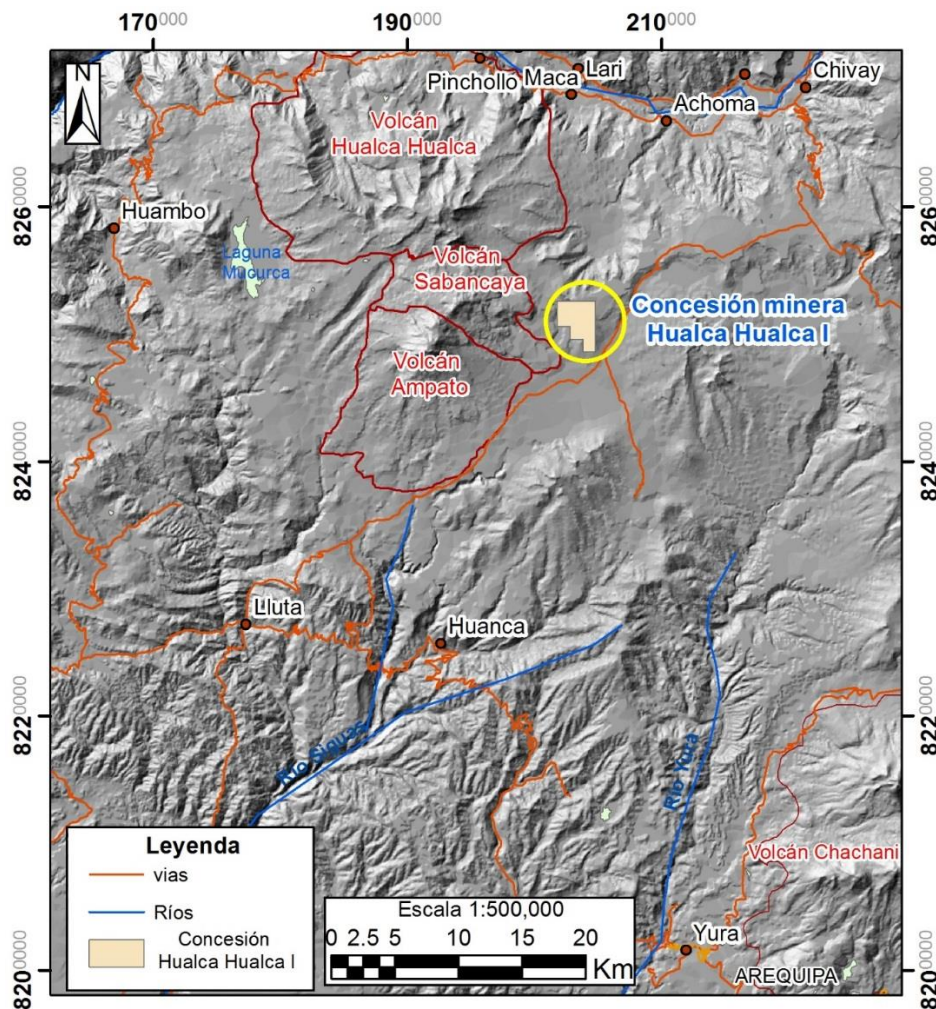 170000
190000
210000
N
Pinchollo
Maca
Lari
Chivay
Achoma
Volcán
Hualca Hualca
8260000
Huambo
Laguna
Mucurca
Volcán
Sabancaya
Concesión minera
Hualca Hualca I
Volcán
Ampato
8240000
Lluta
Huanca
8220000
Río Siguas
Río Yura
Volcán Chachani
Leyenda
vias
Ríos
Concesión
Hualca Hualca I
Escala 1:500,000
0 2.5 5 10 15 20
Km
Yura
AREQUIPA
8200000
8260000
8240000
8220000
8200000